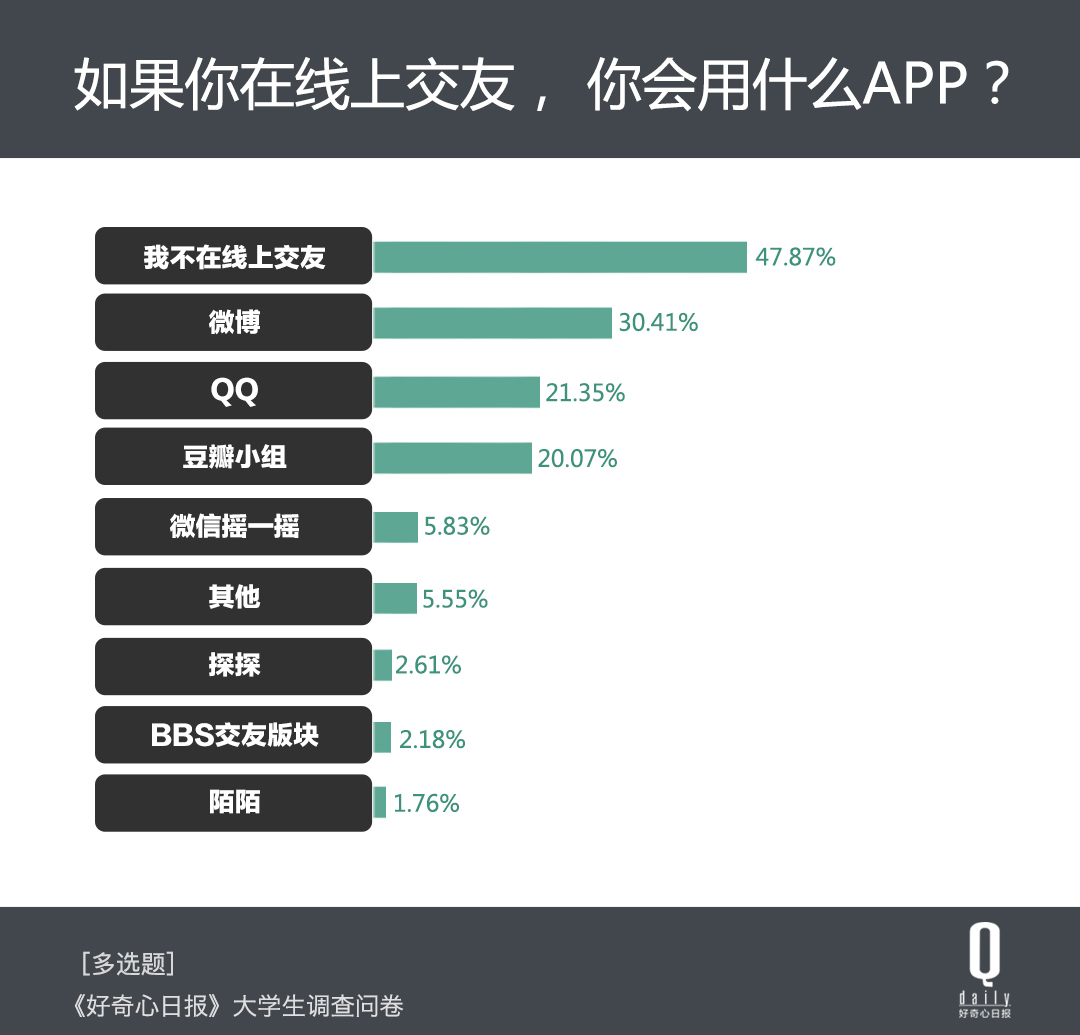 如果你在线上交友，你会用什么APP？
我不在线上交友 47.87%
微博 30.41%
QQ 21.35%
豆瓣小组 20.07%
微信摇一摇 5.83%
其他 5.55%
探探 2.61%
BBS交友版块 2.18%
陌陌 1.76%
[多选题]
《好奇心日报》大学生调查问卷
Q
daily
好奇心日报